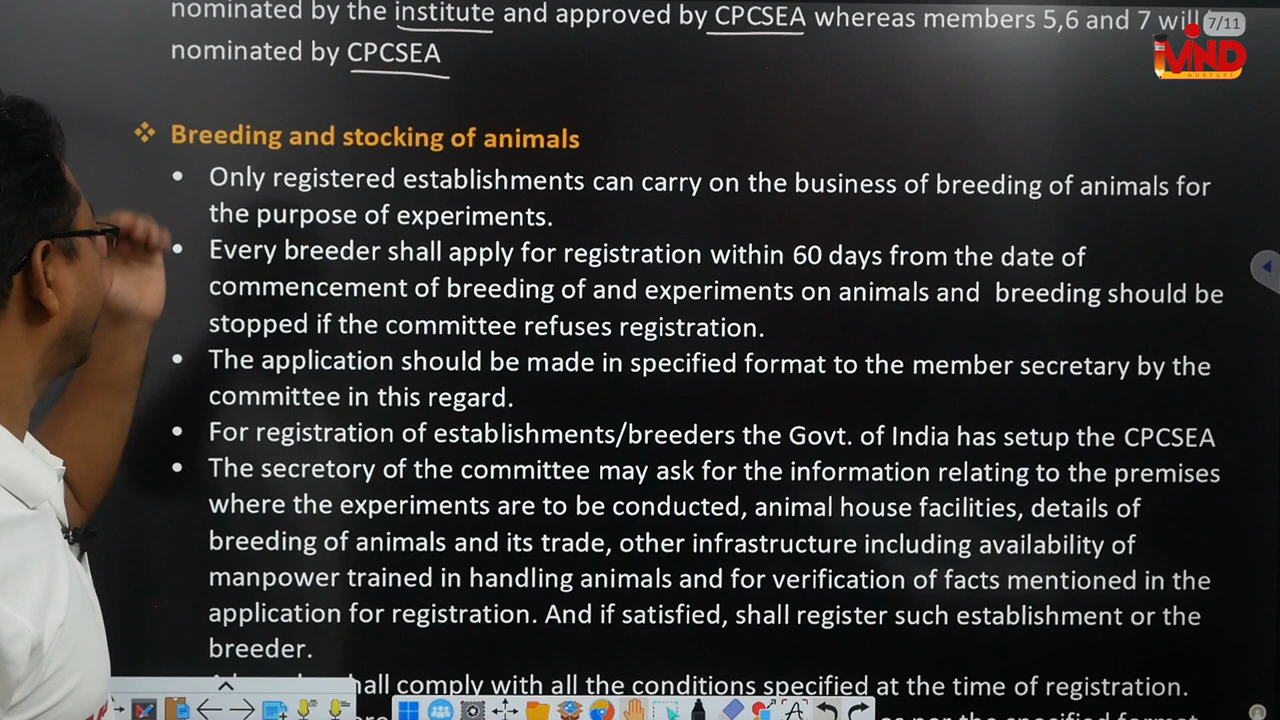 nominated by the institute and approved by CPCSEA whereas members 5,6 and 7 will
7/11
nominated by CPCSEA
MIND
NURTURE
❖ Breeding and stocking of animals
• Only registered establishments can carry on the business of breeding of animals for
the purpose of experiments.
• Every breeder shall apply for registration within 60 days from the date of
commencement of breeding of and experiments on animals and breeding should be
stopped if the committee refuses registration.
• The application should be made in specified format to the member secretary by the
committee in this regard.
• For registration of establishments/breeders the Govt. of India has setup the CPCSEA
• The secretory of the committee may ask for the information relating to the premises
where the experiments are to be conducted, animal house facilities, details of
breeding of animals and its trade, other infrastructure including availability of
manpower trained in handling animals and for verification of facts mentioned in the
application for registration. And if satisfied, shall register such establishment or the
breeder.
hall comply with all the conditions specified at the time of registration.